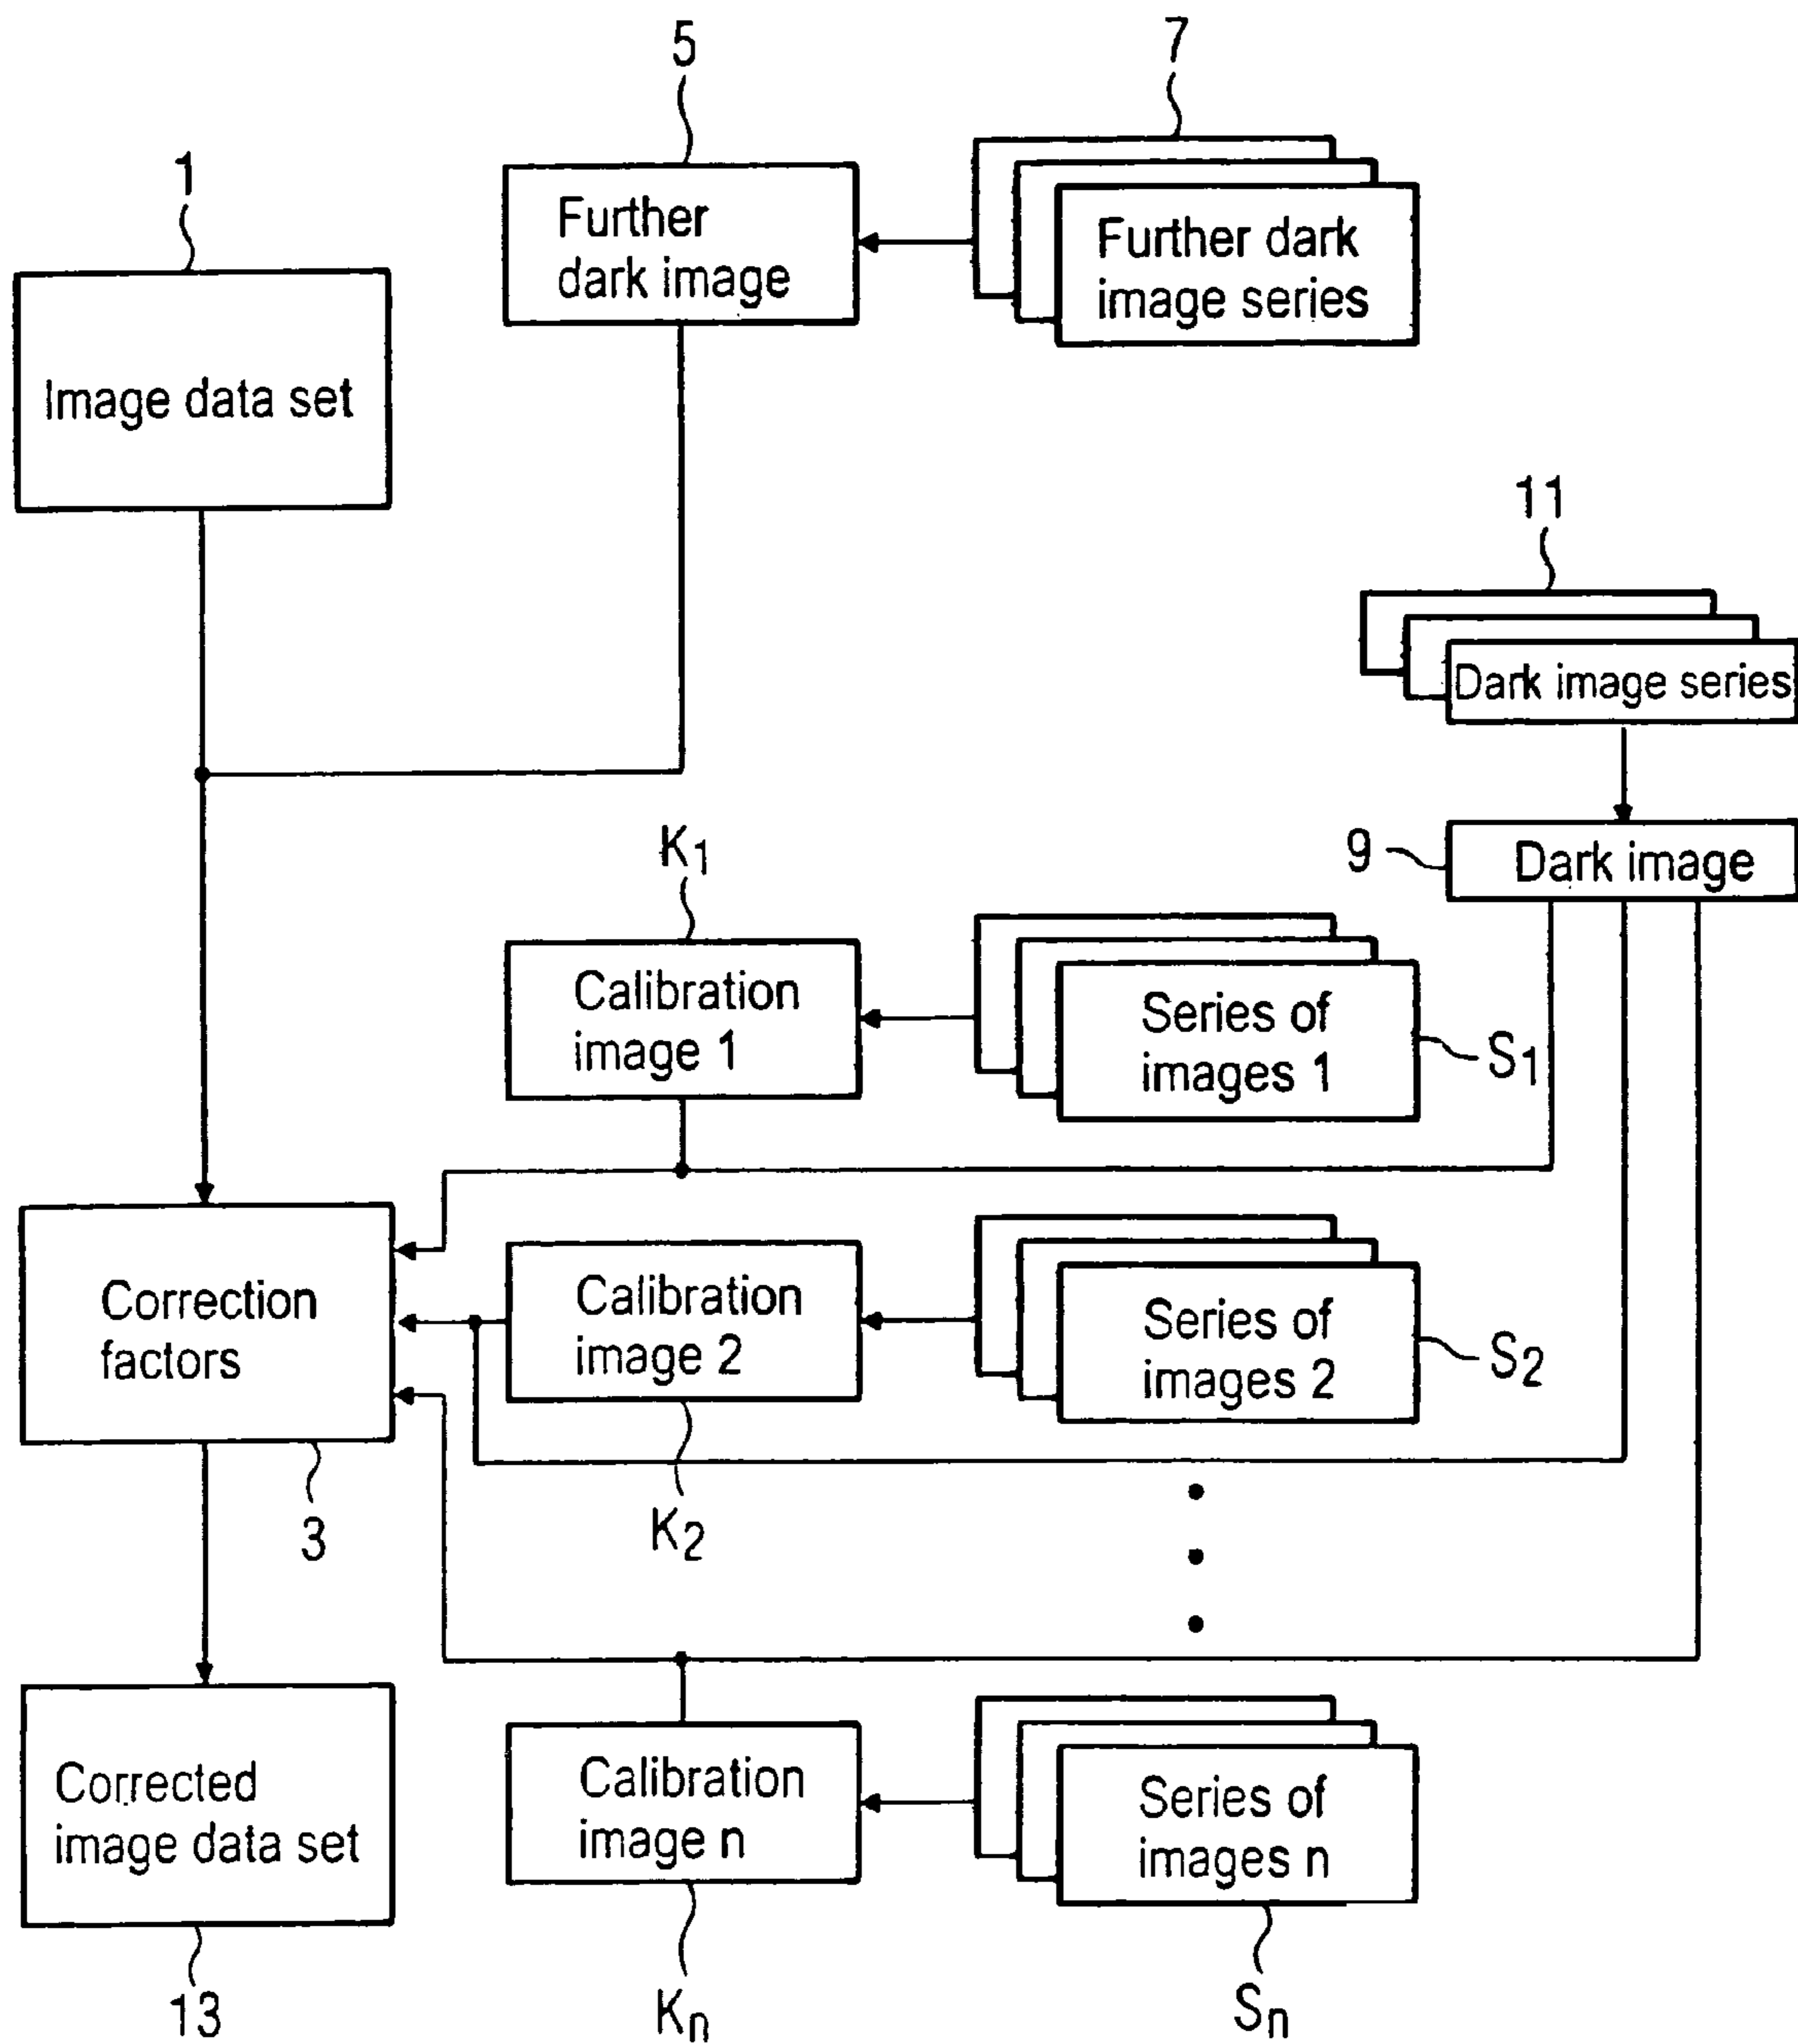 5
7
1
Further
dark image
Further dark
image series
Image data set
11
Dark image series
K1
9
Dark image
Calibration
image 1
Series of
images 1
S1
Correction
factors
Calibration
image 2
Series of
images 2
S2
3
K2
Corrected
image data set
Calibration
image n
Series of
images n
13
Kn
Sn